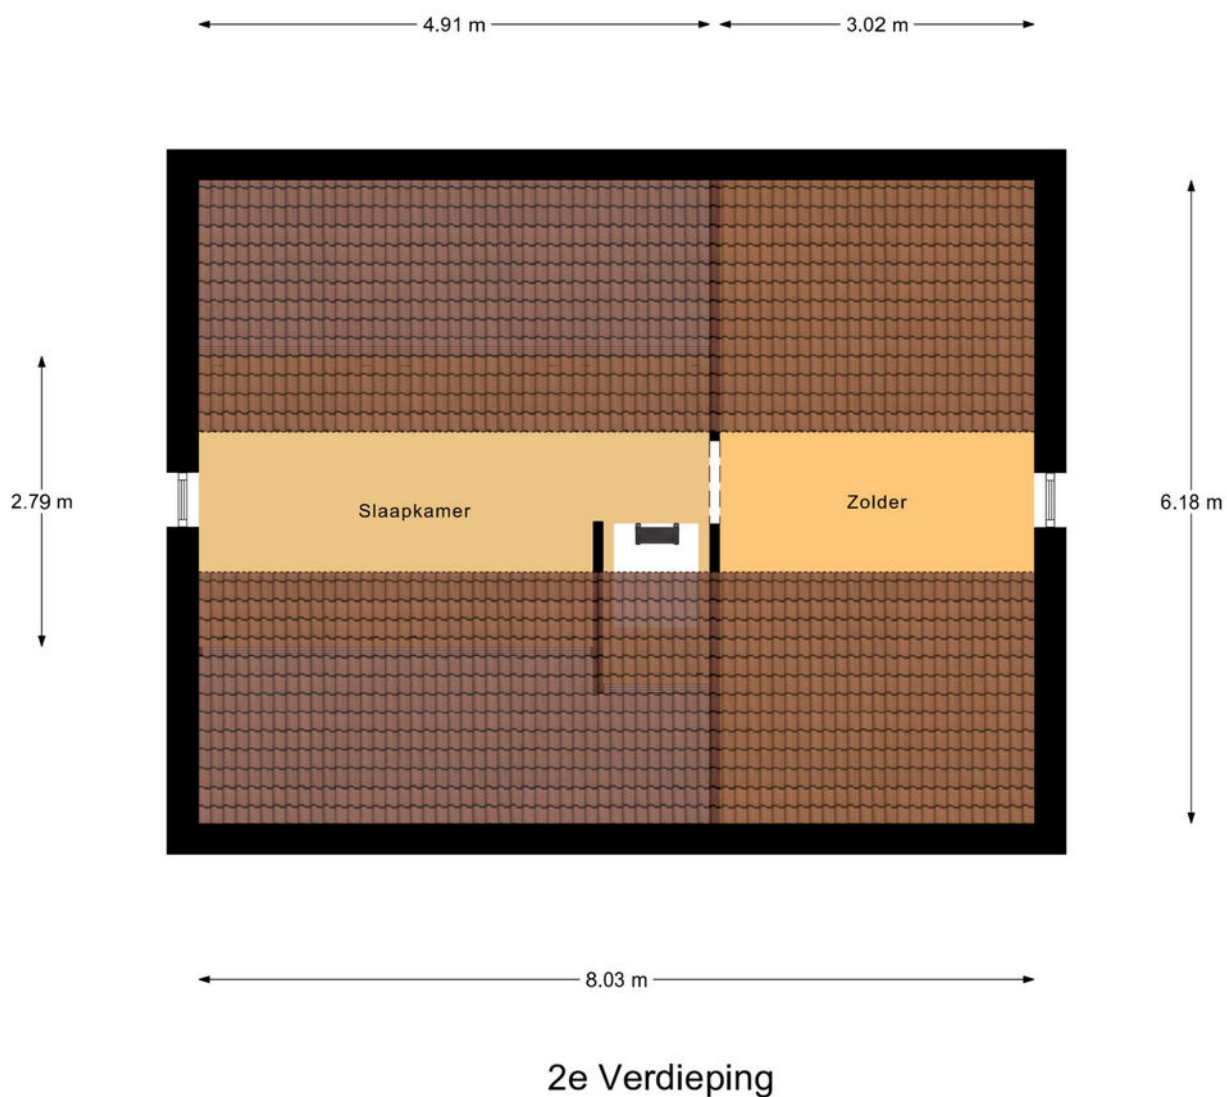 4.91 m
3.02 m
2.79 m
Slaapkamer
Zolder
6.18 m
8.03 m
2e Verdieping